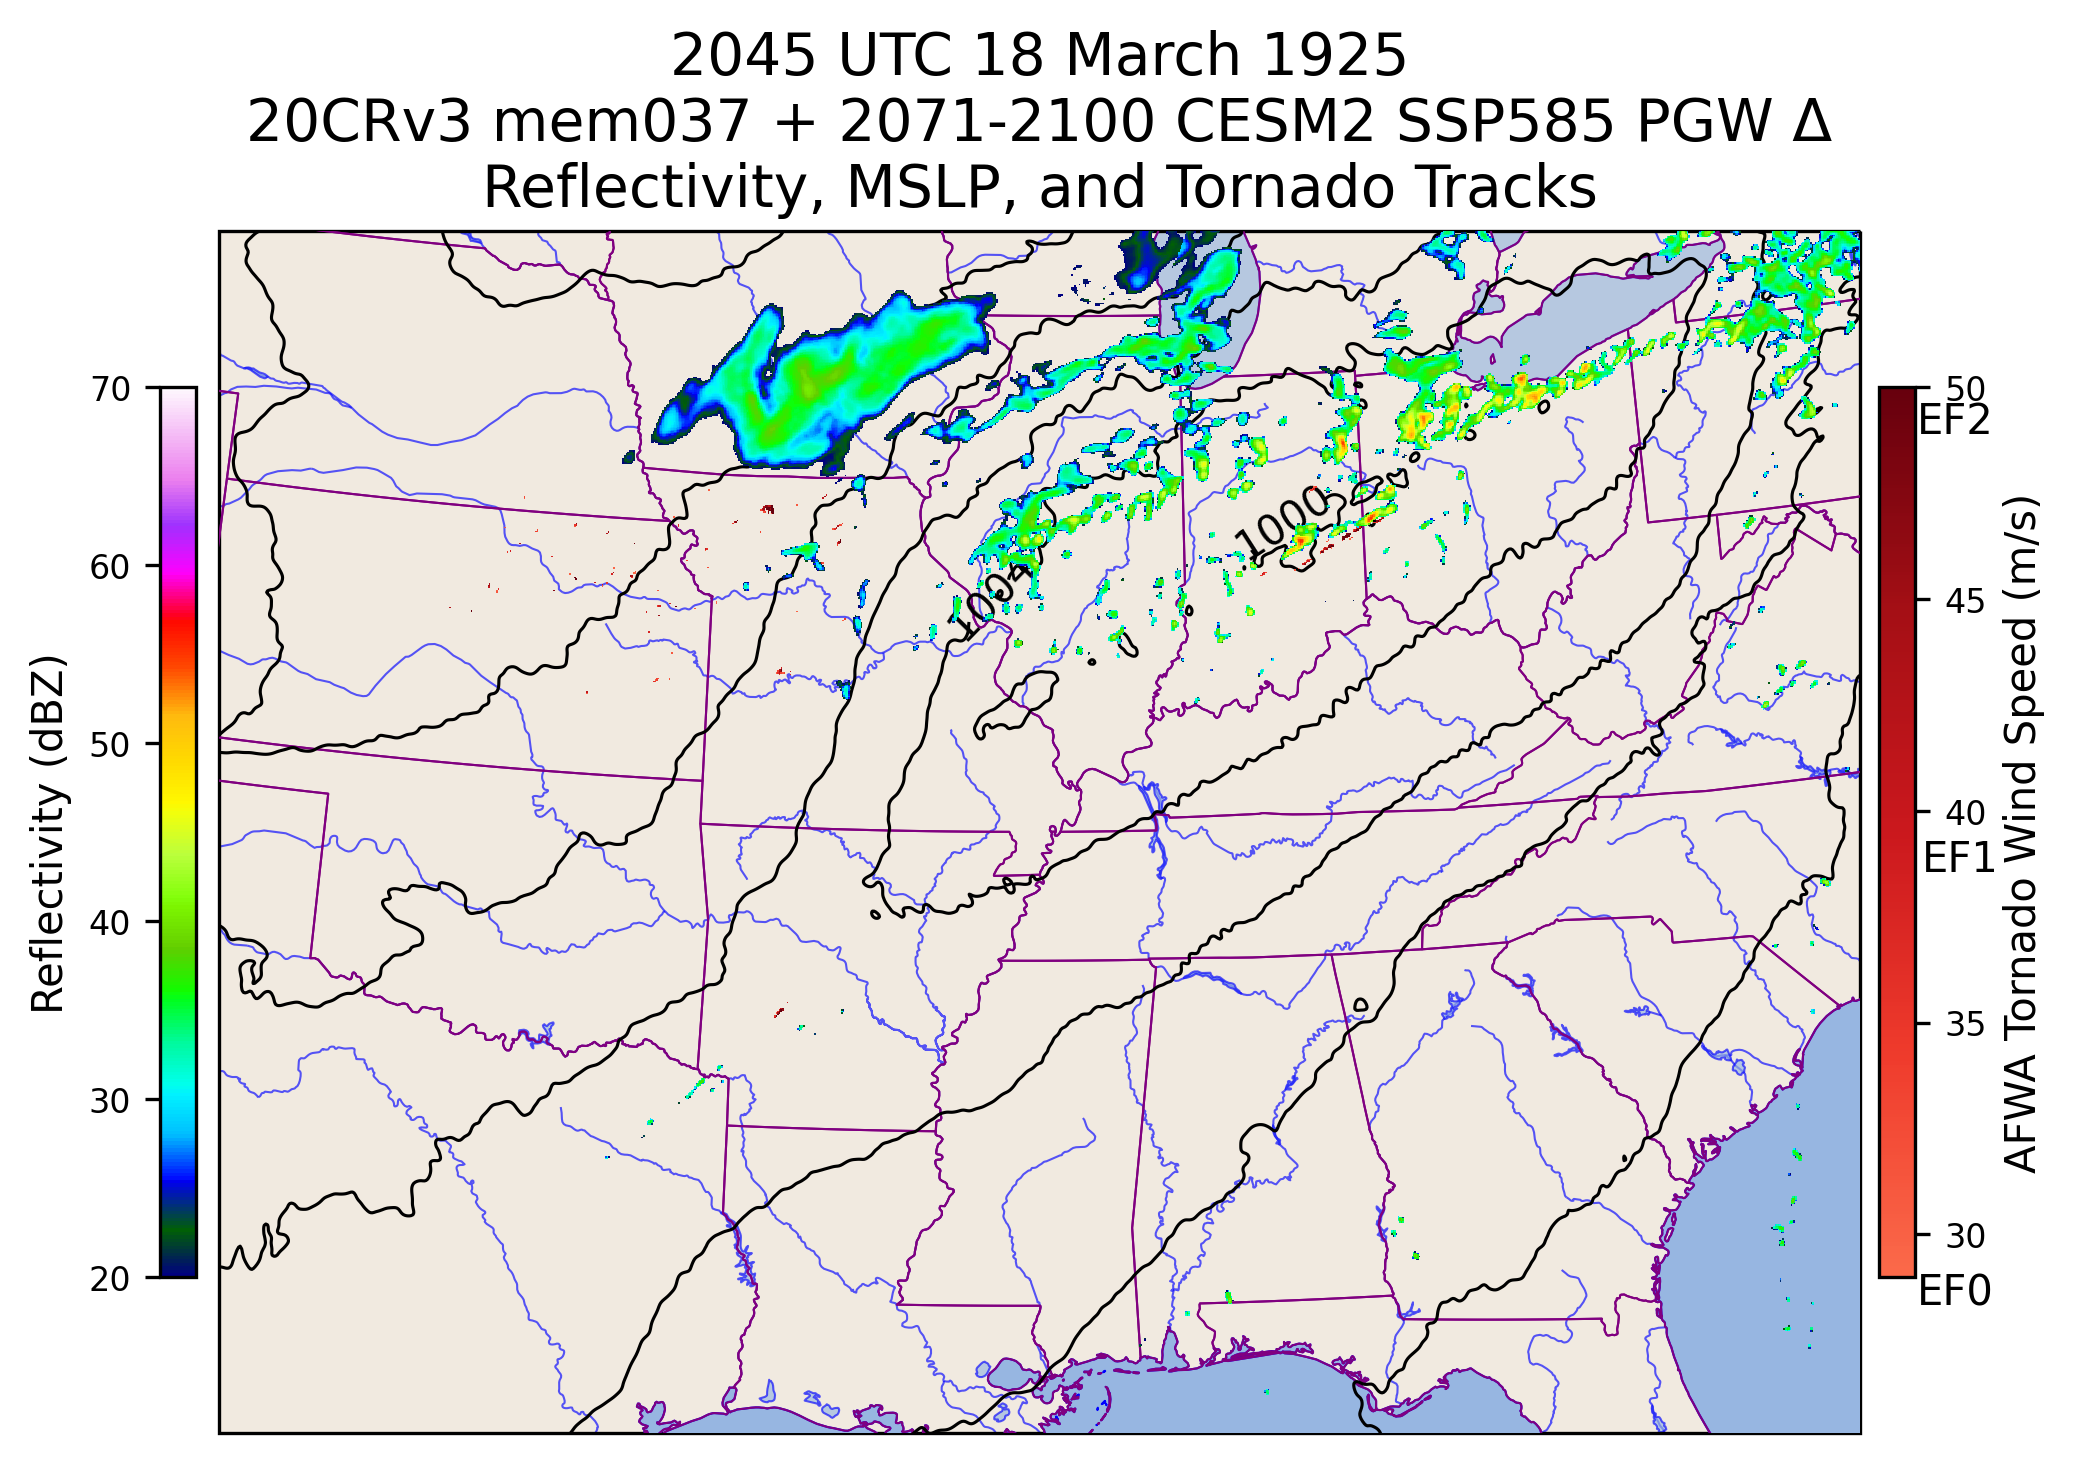 2045 UTC 18 March 1925
20CRv3 mem037 + 2071-2100 CESM2 SSP585 PGW Δ
Reflectivity, MSLP, and Tornado Tracks
Reflectivity (dBZ)
70
60
50
40
30
20
1000
1004
50
EF2
45
40
EF1
35
30
EF0
AFWA Tornado Wind Speed (m/s)